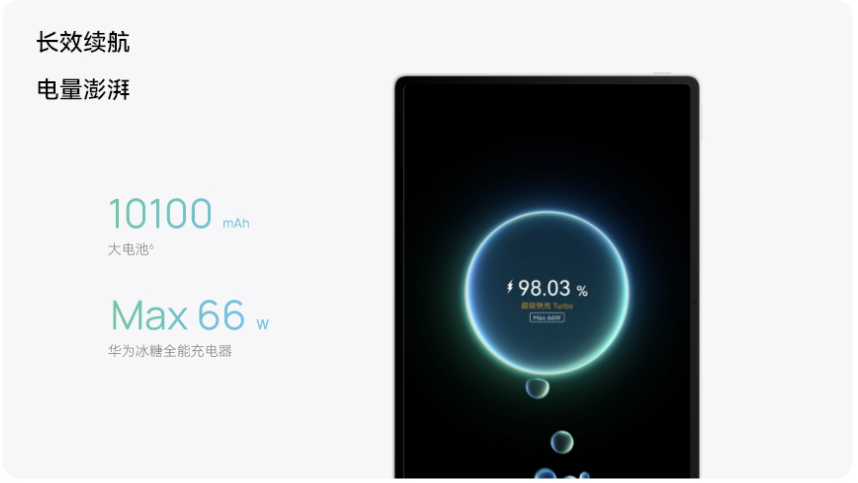 长效续航
电量澎湃
10100 mAh
大电池6
Max 66 W
华为冰糖全能充电器
98.03 %
超级快充 Turbo
Max 66W